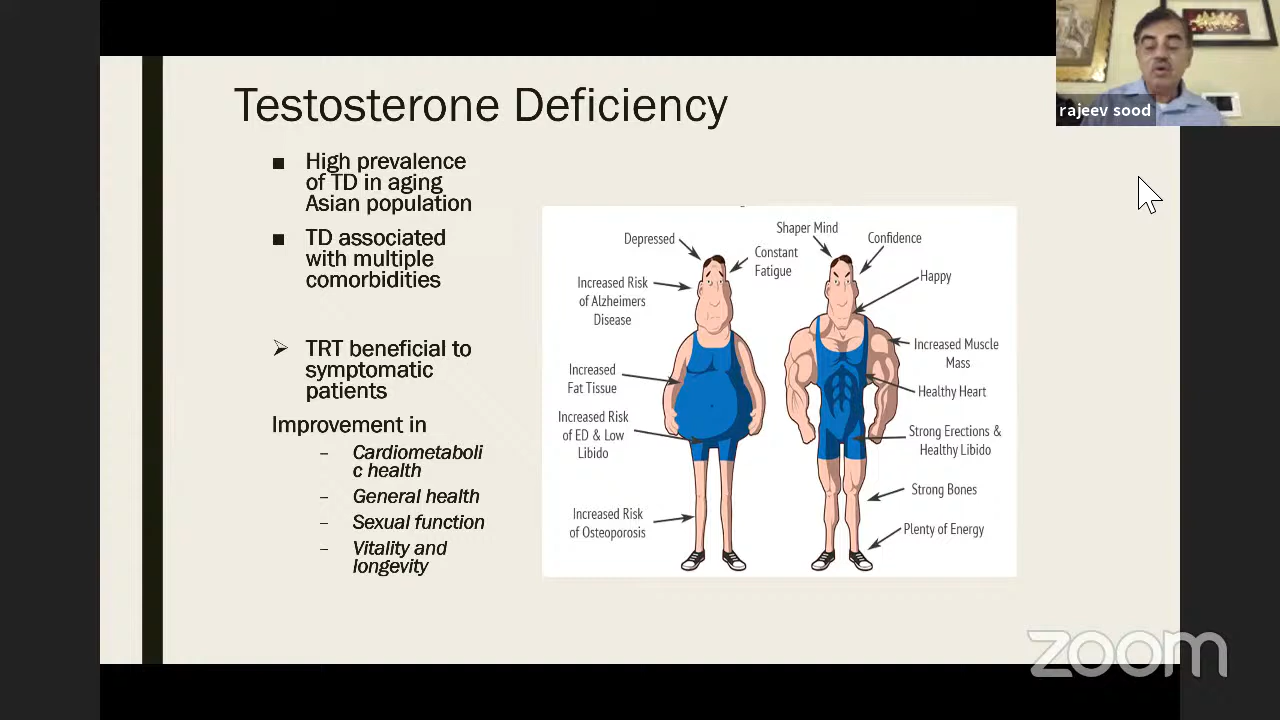 Testosterone Deficiency
rajeev sood
■ High prevalence
of TD in aging
Asian population
■ TD associated
with multiple
comorbidities
➢ TRT beneficial to
symptomatic
patients
Improvement in
– Cardiometaboli
c health
– General health
– Sexual function
– Vitality and
longevity
Depressed
Constant
Fatigue
Increased Risk
of Alzheimers
Disease
Increased
Fat Tissue
Increased Risk
of ED & Low
Libido
Increased Risk
of Osteoporosis
Shaper Mind
Confidence
Happy
Increased Muscle
Mass
Healthy Heart
Strong Erections &
Healthy Libido
Strong Bones
Plenty of Energy
zoom